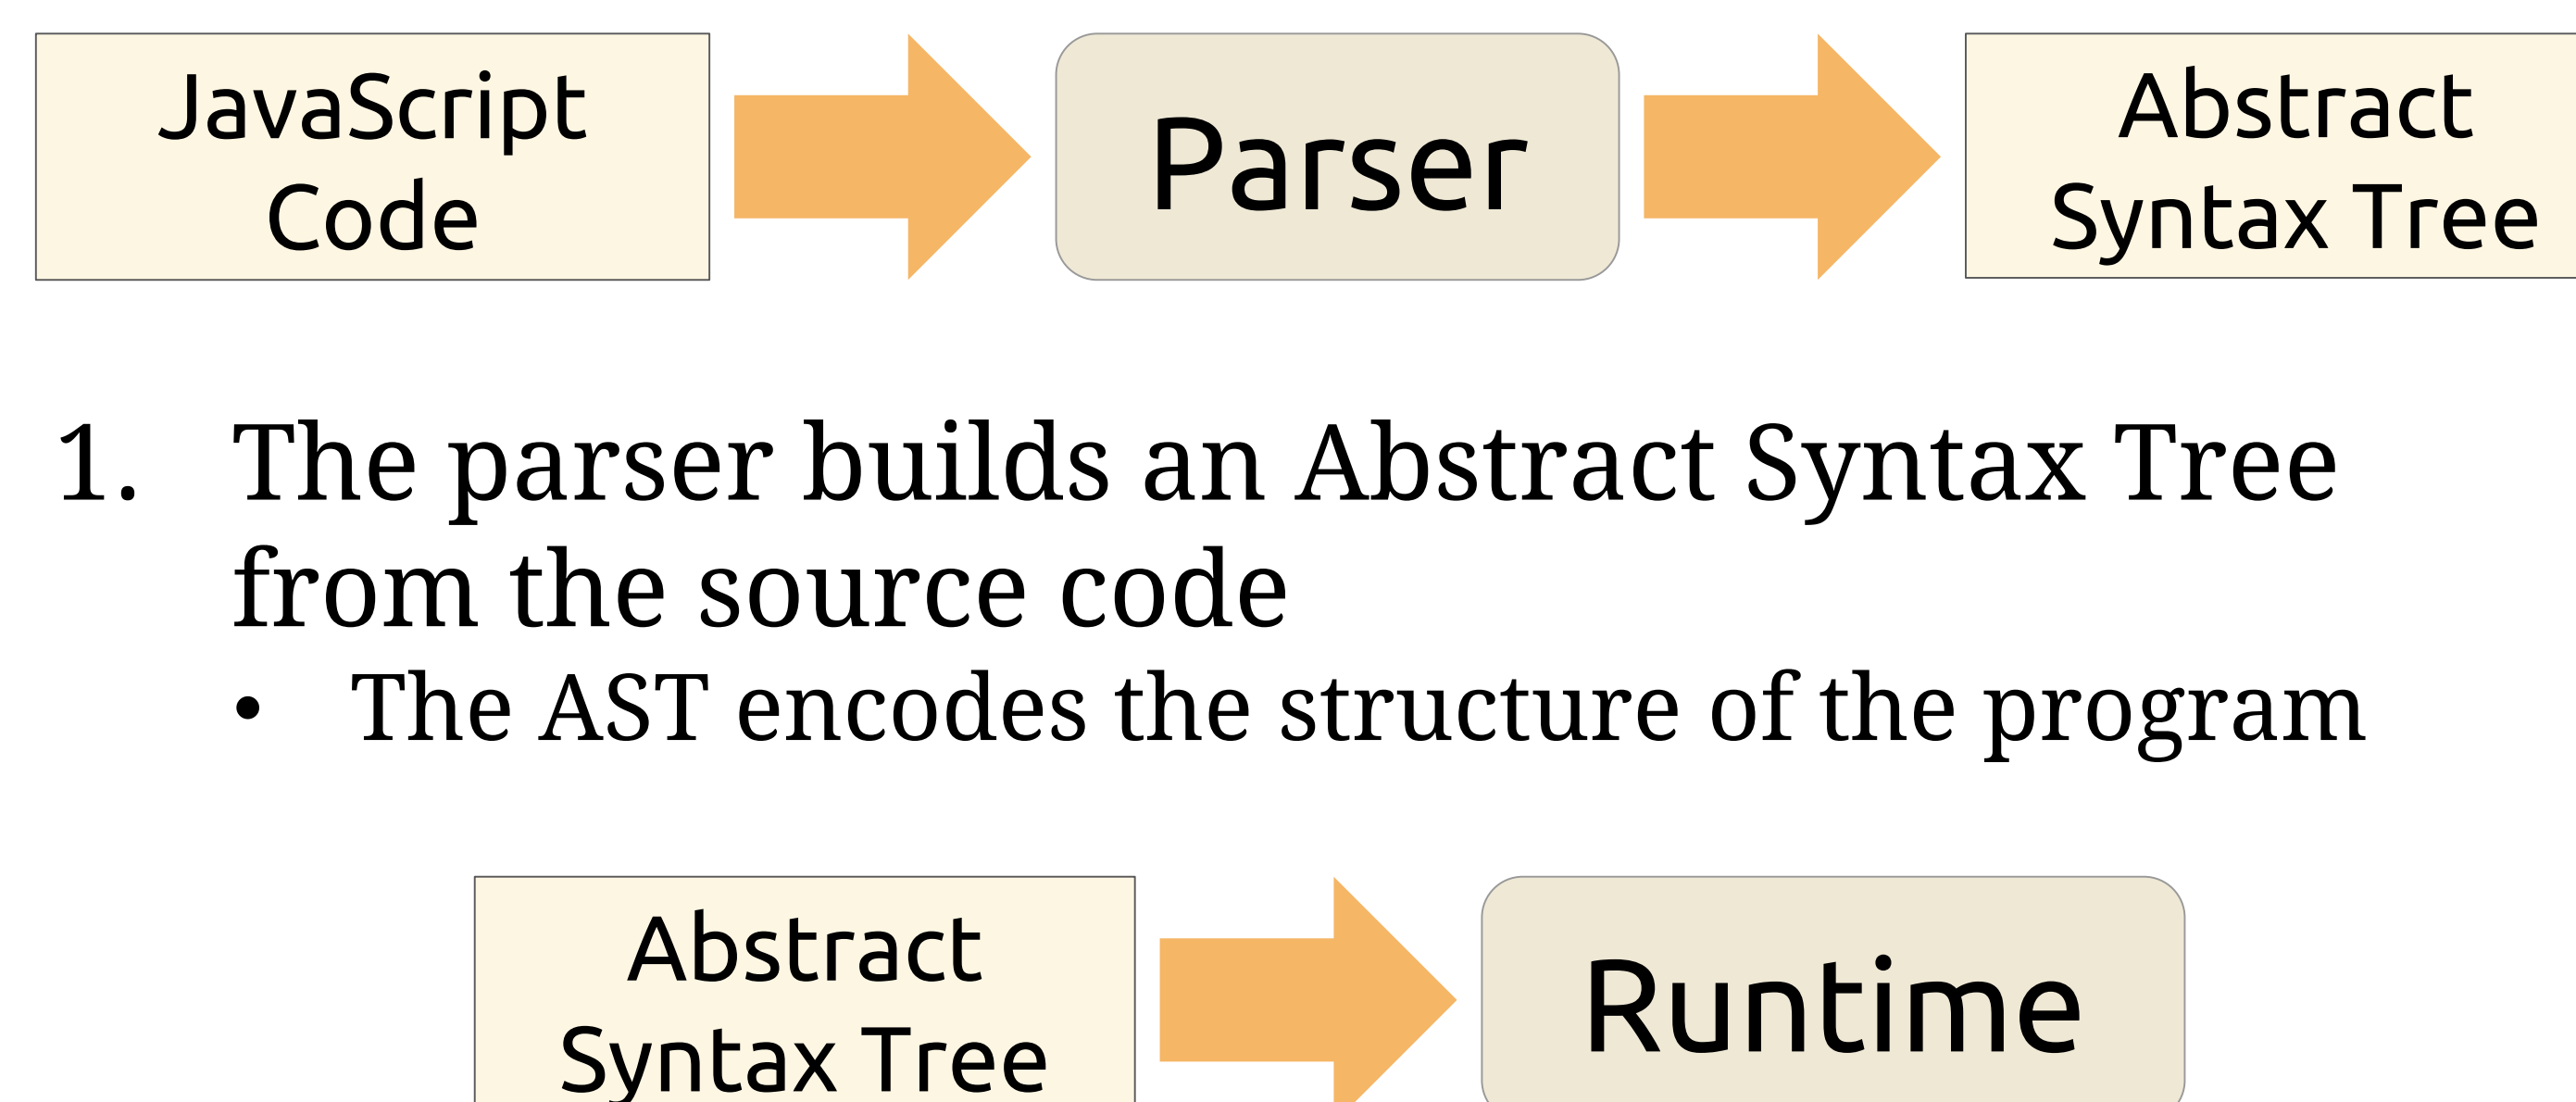 JavaScript
Code
Parser
Abstract
Syntax Tree
1. The parser builds an Abstract Syntax Tree
from the source code
• The AST encodes the structure of the program
Abstract
Syntax Tree
Runtime